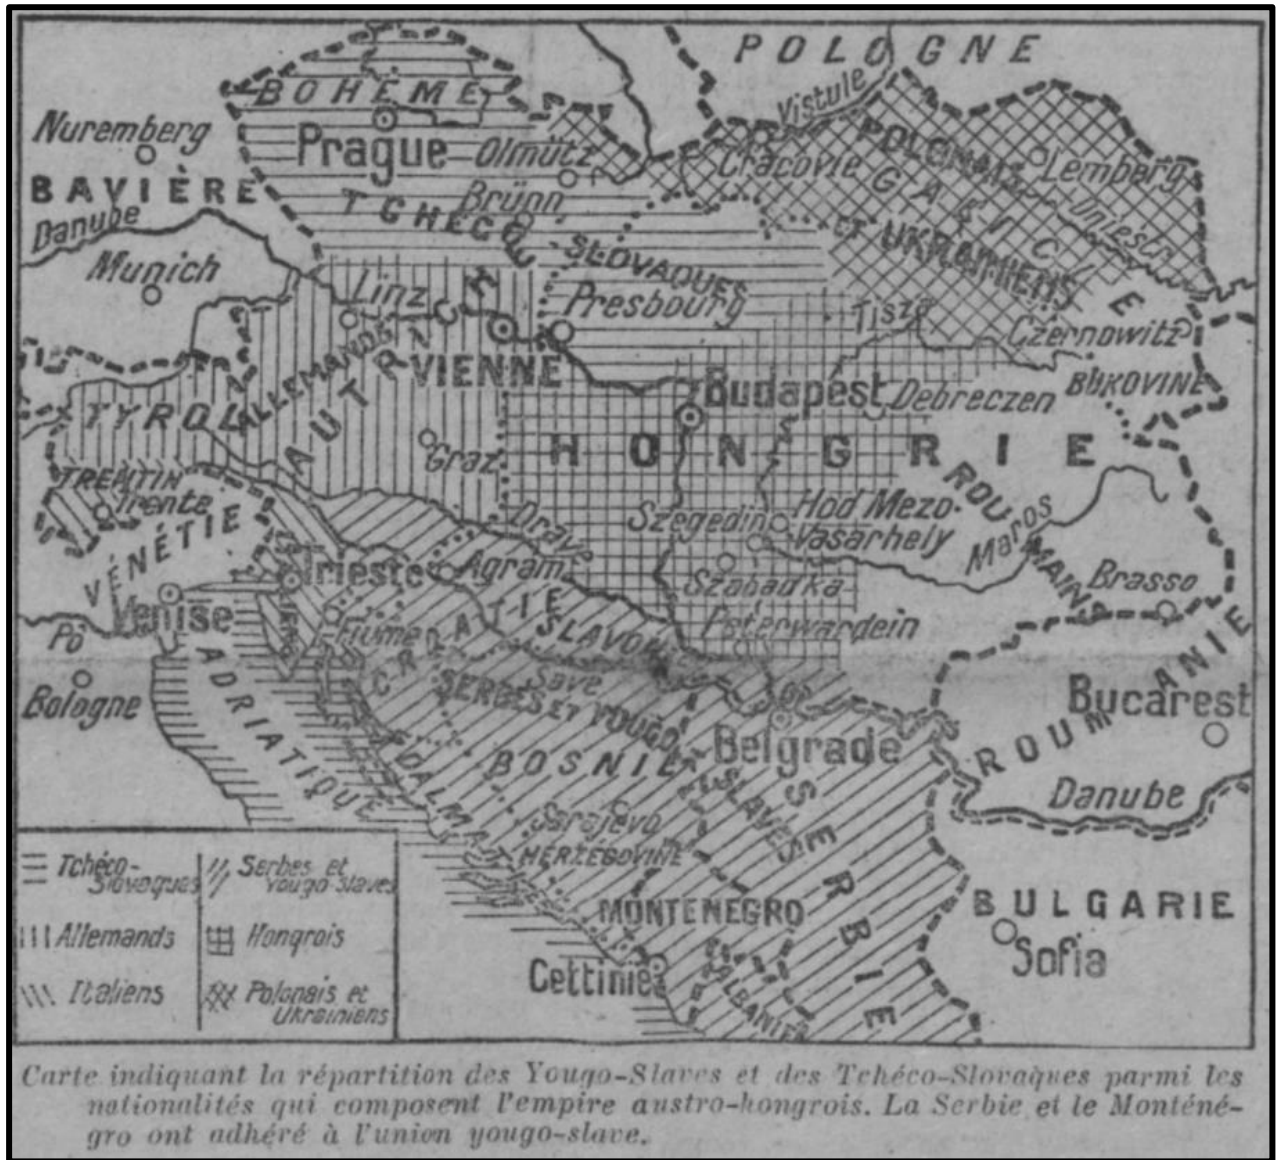 POLOGNE
Vistule
BOHÊME
Nuremberg
Prague
Olmütz
Cracovie
POLONAIS
Lemberg
GALICIE
BAVIÈRE
Brünn
Dniestr
Danube
TCHÈCO
ET UKRAINIENS
SLOVAQUES
Munich
Linz
Presbourg
Tisza
Czernowitz
VIENNE
ALLEMANDS
AUTRICHE
Budapest
Debreczen
BUKOVINE
TYROL
Graz
HONGRIE
TRENTIN
Trente
ROUMAINS
Drave
Szegedin
Hod Mezo-
Vasarhely
Maros
VÉNÉTIE
Trieste
Agram
Szabadka
Brasso
Venise
Fiume
CROATIE
SLAVONIE
Peterwardein
Pô
Save
Bologne
SERBES ET YOUGO-
SLAVES
Bucarest
ADRIATIQUE
BOSNIE
Belgrade
ROUMANIE
DALMATIE
Danube
Sarajévo
HERZÉGOVINE
SERBIE
MONTENEGRO
BULGARIE
Sofia
Cettinié
ALBANIE
Tchéco-
Slovaques
Serbes et
Yougo-slaves
Allemands
Hongrois
Italiens
Polonais et
Ukrainiens
Carte indiquant la répartition des Yougo-Slaves et des Tchéco-Slovaques parmi les
nationalités qui composent l'empire austro-hongrois. La Serbie et le Monténé-
gro ont adhéré à l'union yougo-slave.